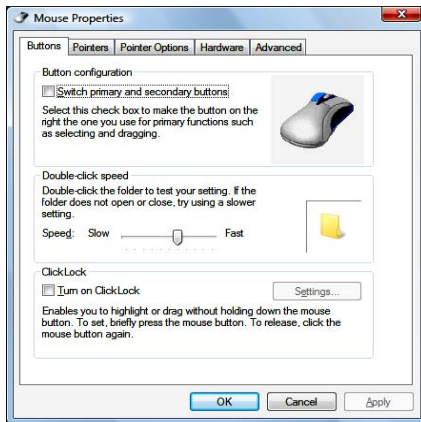 Mouse Properties
Buttons Pointers Pointer Options Hardware Advanced
Button configuration
Switch primary and secondary buttons
Select this check box to make the button on the
right the one you use for primary functions such
as selecting and dragging.
Double-click speed
Double-click the folder to test your setting. If the
folder does not open or close, try using a slower
setting.
Speed: Slow Fast
ClickLock
Turn on ClickLock Settings...
Enables you to highlight or drag without holding down the mouse
button. To set, briefly press the mouse button. To release, click the
mouse button again.
OK Cancel Apply